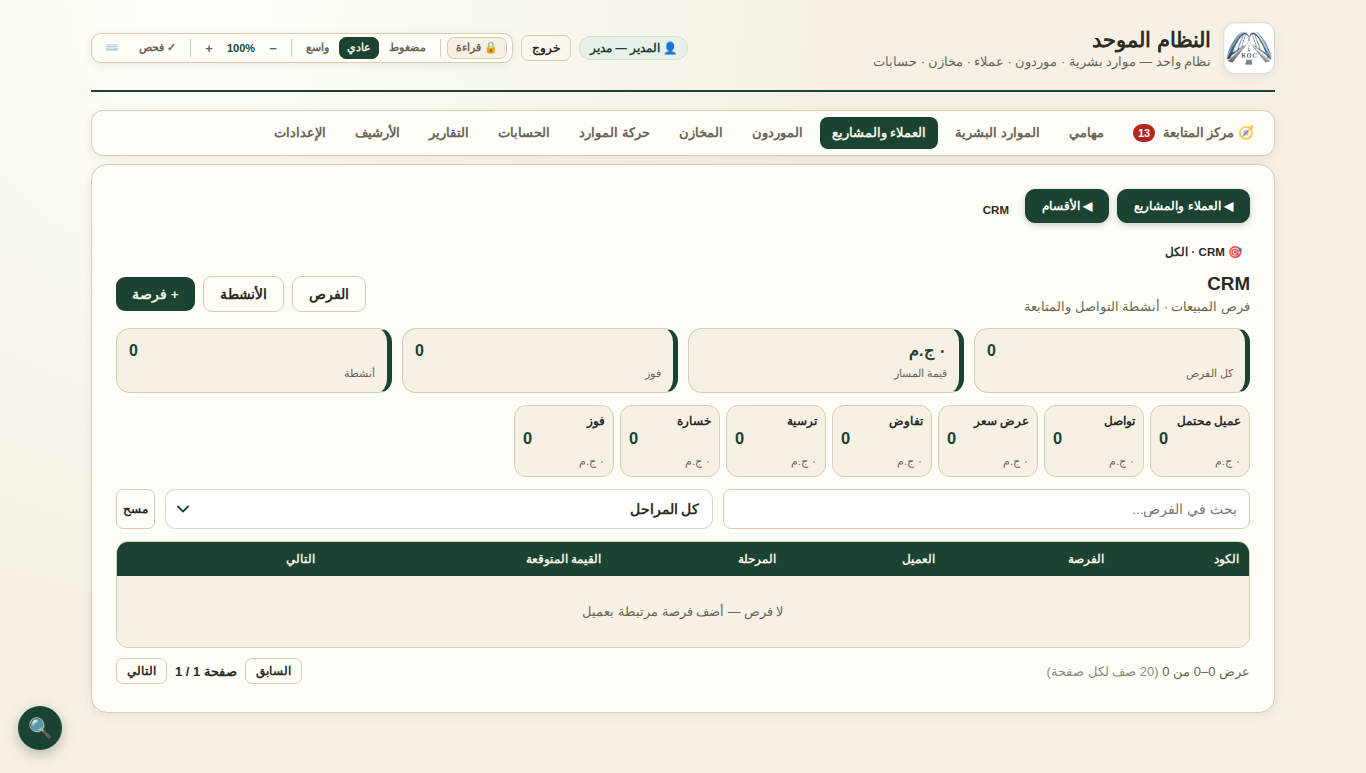 ROC
النظام الموحد
نظام واحد — موارد بشرية · موردون · عملاء · مخازن · حسابات
👤 المدير — مدير
خروج
🔒 قراءة
مضغوط
عادي
واسع
−
100%
+
✓ فحص
⌨️
🧭 مركز المتابعة 13
مهامي
الموارد البشرية
العملاء والمشاريع
الموردون
المخازن
حركة الموارد
الحسابات
التقارير
الأرشيف
الإعدادات
◀ العملاء والمشاريع
◀ الأقسام
CRM
🎯 CRM · الكل
CRM
فرص المبيعات · أنشطة التواصل والمتابعة
الفرص
الأنشطة
+ فرصة
0
كل الفرص
٠ ج.م
قيمة المسار
0
فوز
0
أنشطة
عميل محتمل
0
٠ ج.م
تواصل
0
٠ ج.م
عرض سعر
0
٠ ج.م
تفاوض
0
٠ ج.م
ترسية
0
٠ ج.م
خسارة
0
٠ ج.م
فوز
0
٠ ج.م
بحث في الفرص...
كل المراحل
مسح
الكود
الفرصة
العميل
المرحلة
القيمة المتوقعة
التالي
لا فرص — أضف فرصة مرتبطة بعميل
عرض 0–0 من 0 (20 صف لكل صفحة)
السابق
صفحة 1 / 1
التالي
🔍